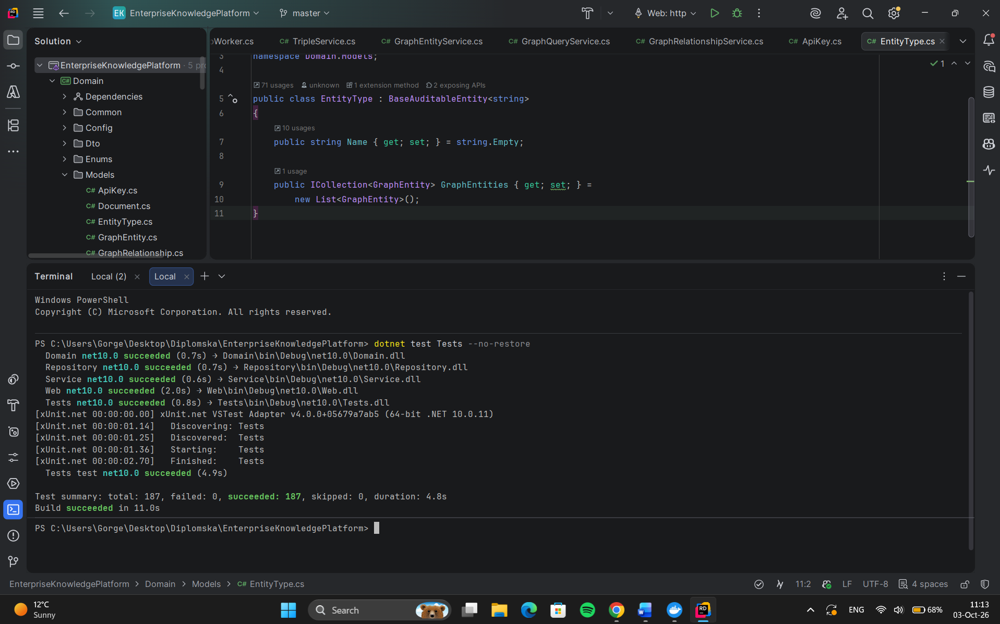 EK EnterpriseKnowledgePlatform
master
Web: http
Solution
Worker.cs
C# TripleService.cs
C# GraphEntityService.cs
C# GraphQueryService.cs
C# GraphRelationshipService.cs
C# ApiKey.cs
C# EntityType.cs
EnterpriseKnowledgePlatform · 5
C# Domain
Dependencies
Common
Config
Dto
Enums
Models
C# ApiKey.cs
C# Document.cs
C# EntityType.cs
C# GraphEntity.cs
C# GraphRelationship.cs
1
3 namespace Domain.Models;
4
71 usages unknown 1 extension method 2 exposing APIs
5 public class EntityType : BaseAuditableEntity<string>
6 {
10 usages
7 public string Name { get; set; } = string.Empty;
8
1 usage
9 public ICollection<GraphEntity> GraphEntities { get; set; } =
10 new List<GraphEntity>();
11 }
Terminal
Local (2)
Local
Windows PowerShell
Copyright (C) Microsoft Corporation. All rights reserved.
PS C:\Users\Gorge\Desktop\Diplomska\EnterpriseKnowledgePlatform> dotnet test Tests --no-restore
Domain net10.0 succeeded (0.7s) → Domain\bin\Debug\net10.0\Domain.dll
Repository net10.0 succeeded (0.7s) → Repository\bin\Debug\net10.0\Repository.dll
Service net10.0 succeeded (0.6s) → Service\bin\Debug\net10.0\Service.dll
Web net10.0 succeeded (2.0s) → Web\bin\Debug\net10.0\Web.dll
Tests net10.0 succeeded (0.8s) → Tests\bin\Debug\net10.0\Tests.dll
[xUnit.net 00:00:00.00] xUnit.net VSTest Adapter v4.0.0+05679a7ab5 (64-bit .NET 10.0.11)
[xUnit.net 00:00:01.14] Discovering: Tests
[xUnit.net 00:00:01.25] Discovered: Tests
[xUnit.net 00:00:01.36] Starting: Tests
[xUnit.net 00:00:02.70] Finished: Tests
Tests test net10.0 succeeded (4.9s)
Test summary: total: 187, failed: 0, succeeded: 187, skipped: 0, duration: 4.8s
Build succeeded in 11.0s
PS C:\Users\Gorge\Desktop\Diplomska\EnterpriseKnowledgePlatform>
EnterpriseKnowledgePlatform > Domain > Models > C# EntityType.cs
11:2
LF
UTF-8
4 spaces
12°C
Sunny
Search
ENG
68%
11:13
03-Oct-26